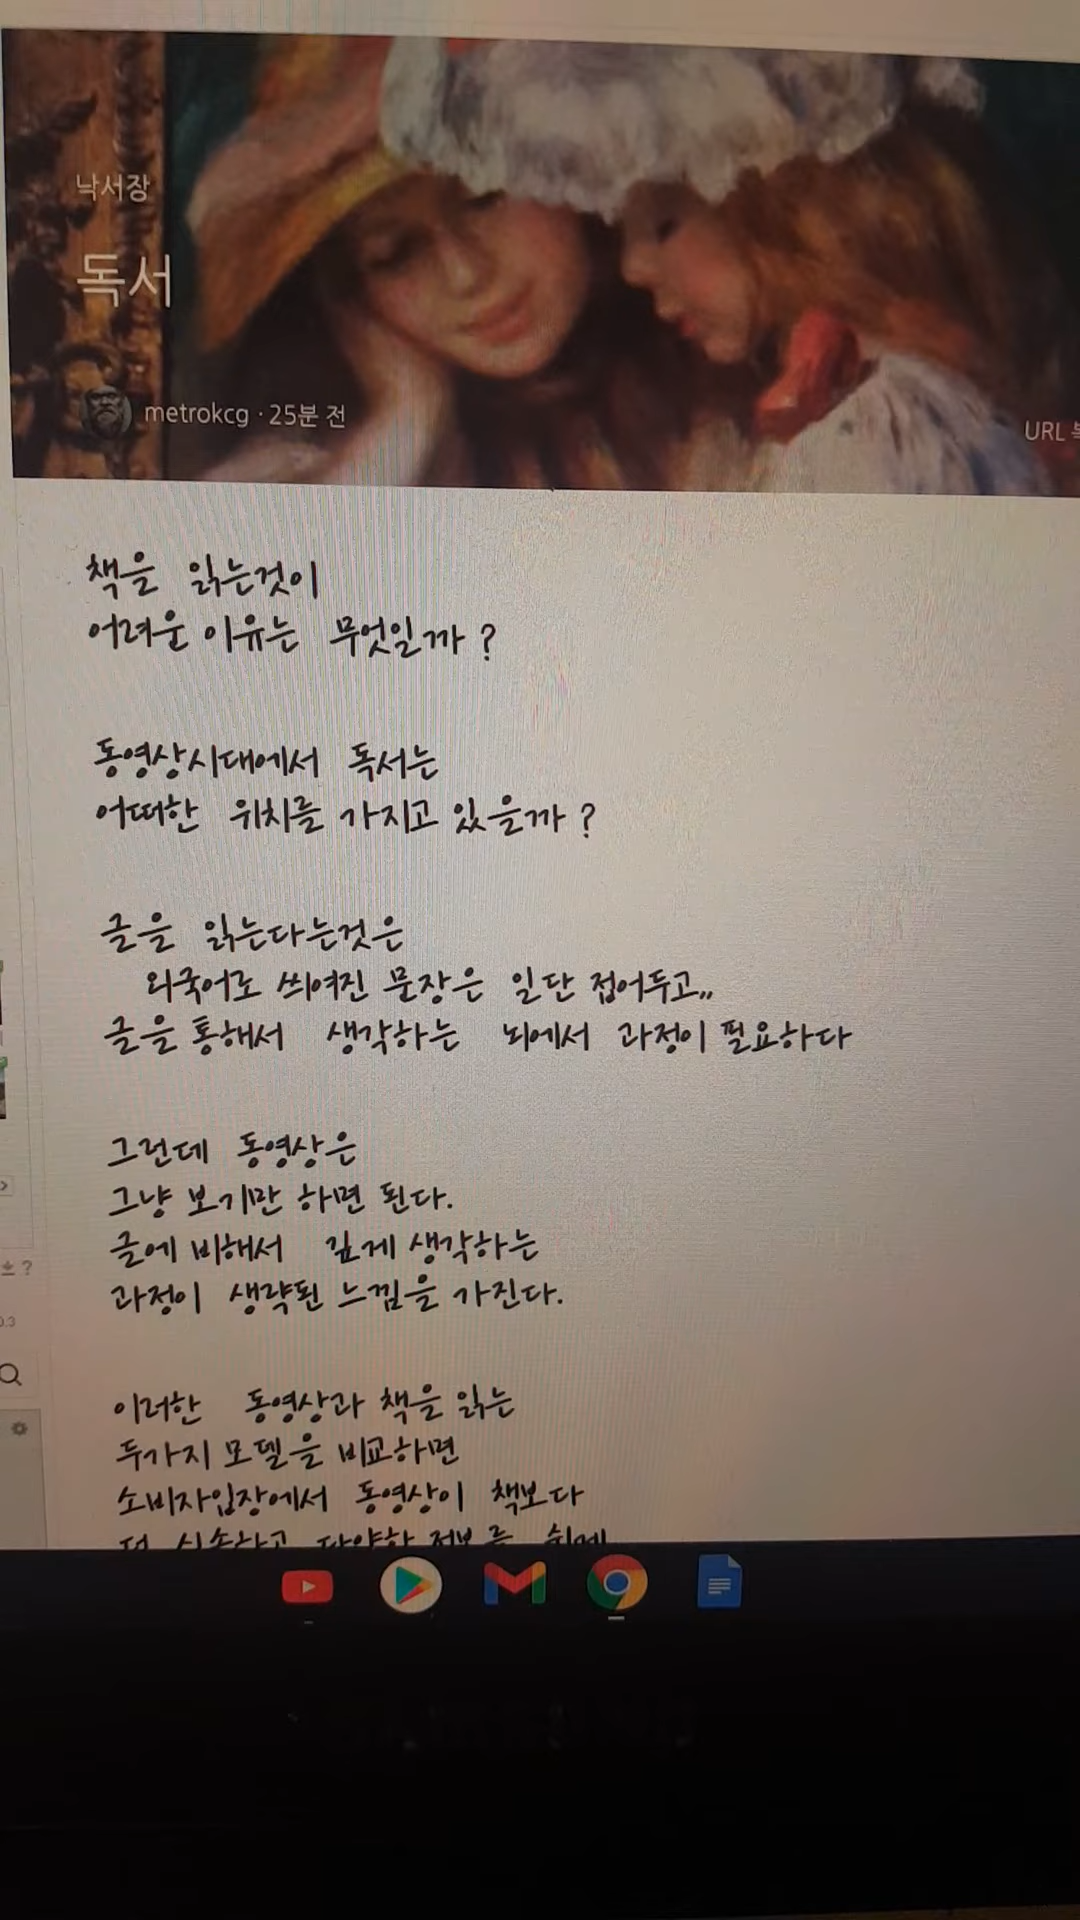 낙서장
독서
metrokcg · 25분 전
URL
책을 읽는것이
어려운 이유는 무엇일까?
동영상시대에서 독서는
어떠한 위치를 가지고 있을까?
글을 읽는다는것은
외국어로 씌여진 문장은 일단 접어두고,,
글을 통해서 생각하는 뇌에서 과정이 필요하다
그런데 동영상은
그냥 보기만 하면 된다.
글에 비해서 깊게 생각하는
과정이 생략된 느낌을 가진다.
이러한 동영상과 책을 읽는
두가지 모델을 비교하면
소비자입장에서 동영상이 책보다
?
0.3